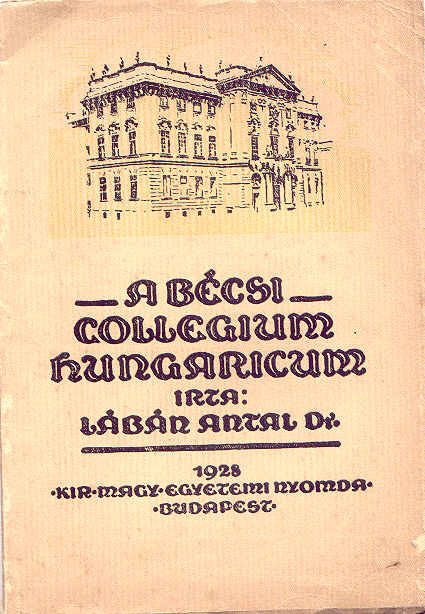 A BÉCSI
COLLEGIUM
HUNGARICUM
IRTA:
LÁBÁN ANTAL Dr.
1928
·KIR·MAGY·EGYETEMI NYOMDA·
·BUDAPEST·